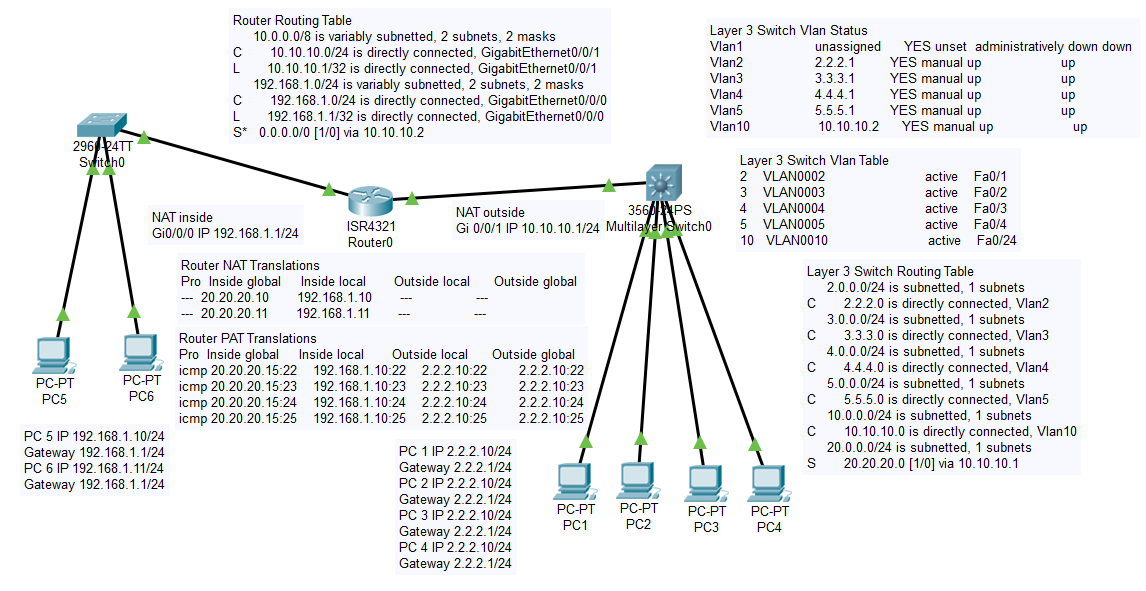 Router Routing Table
10.0.0.0/8 is variably subnetted, 2 subnets, 2 masks
C 10.10.10.0/24 is directly connected, GigabitEthernet0/0/1
L 10.10.10.1/32 is directly connected, GigabitEthernet0/0/1
192.168.1.0/24 is variably subnetted, 2 subnets, 2 masks
C 192.168.1.0/24 is directly connected, GigabitEthernet0/0/0
L 192.168.1.1/32 is directly connected, GigabitEthernet0/0/0
S* 0.0.0.0/0 [1/0] via 10.10.10.2
Layer 3 Switch Vlan Status
Vlan1 unassigned YES unset administratively down down
Vlan2 2.2.2.1 YES manual up up
Vlan3 3.3.3.1 YES manual up up
Vlan4 4.4.4.1 YES manual up up
Vlan5 5.5.5.1 YES manual up up
Vlan10 10.10.10.2 YES manual up up
2960-24TT
Switch0
Layer 3 Switch Vlan Table
2 VLAN0002 active Fa0/1
3 VLAN0003 active Fa0/2
4 VLAN0004 active Fa0/3
5 VLAN0005 active Fa0/4
10 VLAN0010 active Fa0/24
NAT inside
Gi0/0/0 IP 192.168.1.1/24
ISR4321
Router0
NAT outside
Gi 0/0/1 IP 10.10.10.1/24
3560-24PS
Multilayer Switch0
Router NAT Translations
Pro Inside global Inside local Outside local Outside global
--- 20.20.20.10 192.168.1.10 --- ---
--- 20.20.20.11 192.168.1.11 --- ---
Router PAT Translations
Pro Inside global Inside local Outside local Outside global
icmp 20.20.20.15:22 192.168.1.10:22 2.2.2.10:22 2.2.2.10:22
icmp 20.20.20.15:23 192.168.1.10:23 2.2.2.10:23 2.2.2.10:23
icmp 20.20.20.15:24 192.168.1.10:24 2.2.2.10:24 2.2.2.10:24
icmp 20.20.20.15:25 192.168.1.10:25 2.2.2.10:25 2.2.2.10:25
Layer 3 Switch Routing Table
2.0.0.0/24 is subnetted, 1 subnets
C 2.2.2.0 is directly connected, Vlan2
3.0.0.0/24 is subnetted, 1 subnets
C 3.3.3.0 is directly connected, Vlan3
4.0.0.0/24 is subnetted, 1 subnets
C 4.4.4.0 is directly connected, Vlan4
5.0.0.0/24 is subnetted, 1 subnets
C 5.5.5.0 is directly connected, Vlan5
10.0.0.0/24 is subnetted, 1 subnets
C 10.10.10.0 is directly connected, Vlan10
20.0.0.0/24 is subnetted, 1 subnets
S 20.20.20.0 [1/0] via 10.10.10.1
PC-PT
PC5
PC-PT
PC6
PC 5 IP 192.168.1.10/24
Gateway 192.168.1.1/24
PC 6 IP 192.168.1.11/24
Gateway 192.168.1.1/24
PC 1 IP 2.2.2.10/24
Gateway 2.2.2.1/24
PC 2 IP 2.2.2.10/24
Gateway 2.2.2.1/24
PC 3 IP 2.2.2.10/24
Gateway 2.2.2.1/24
PC 4 IP 2.2.2.10/24
Gateway 2.2.2.1/24
PC-PT
PC1
PC-PT
PC2
PC-PT
PC3
PC-PT
PC4